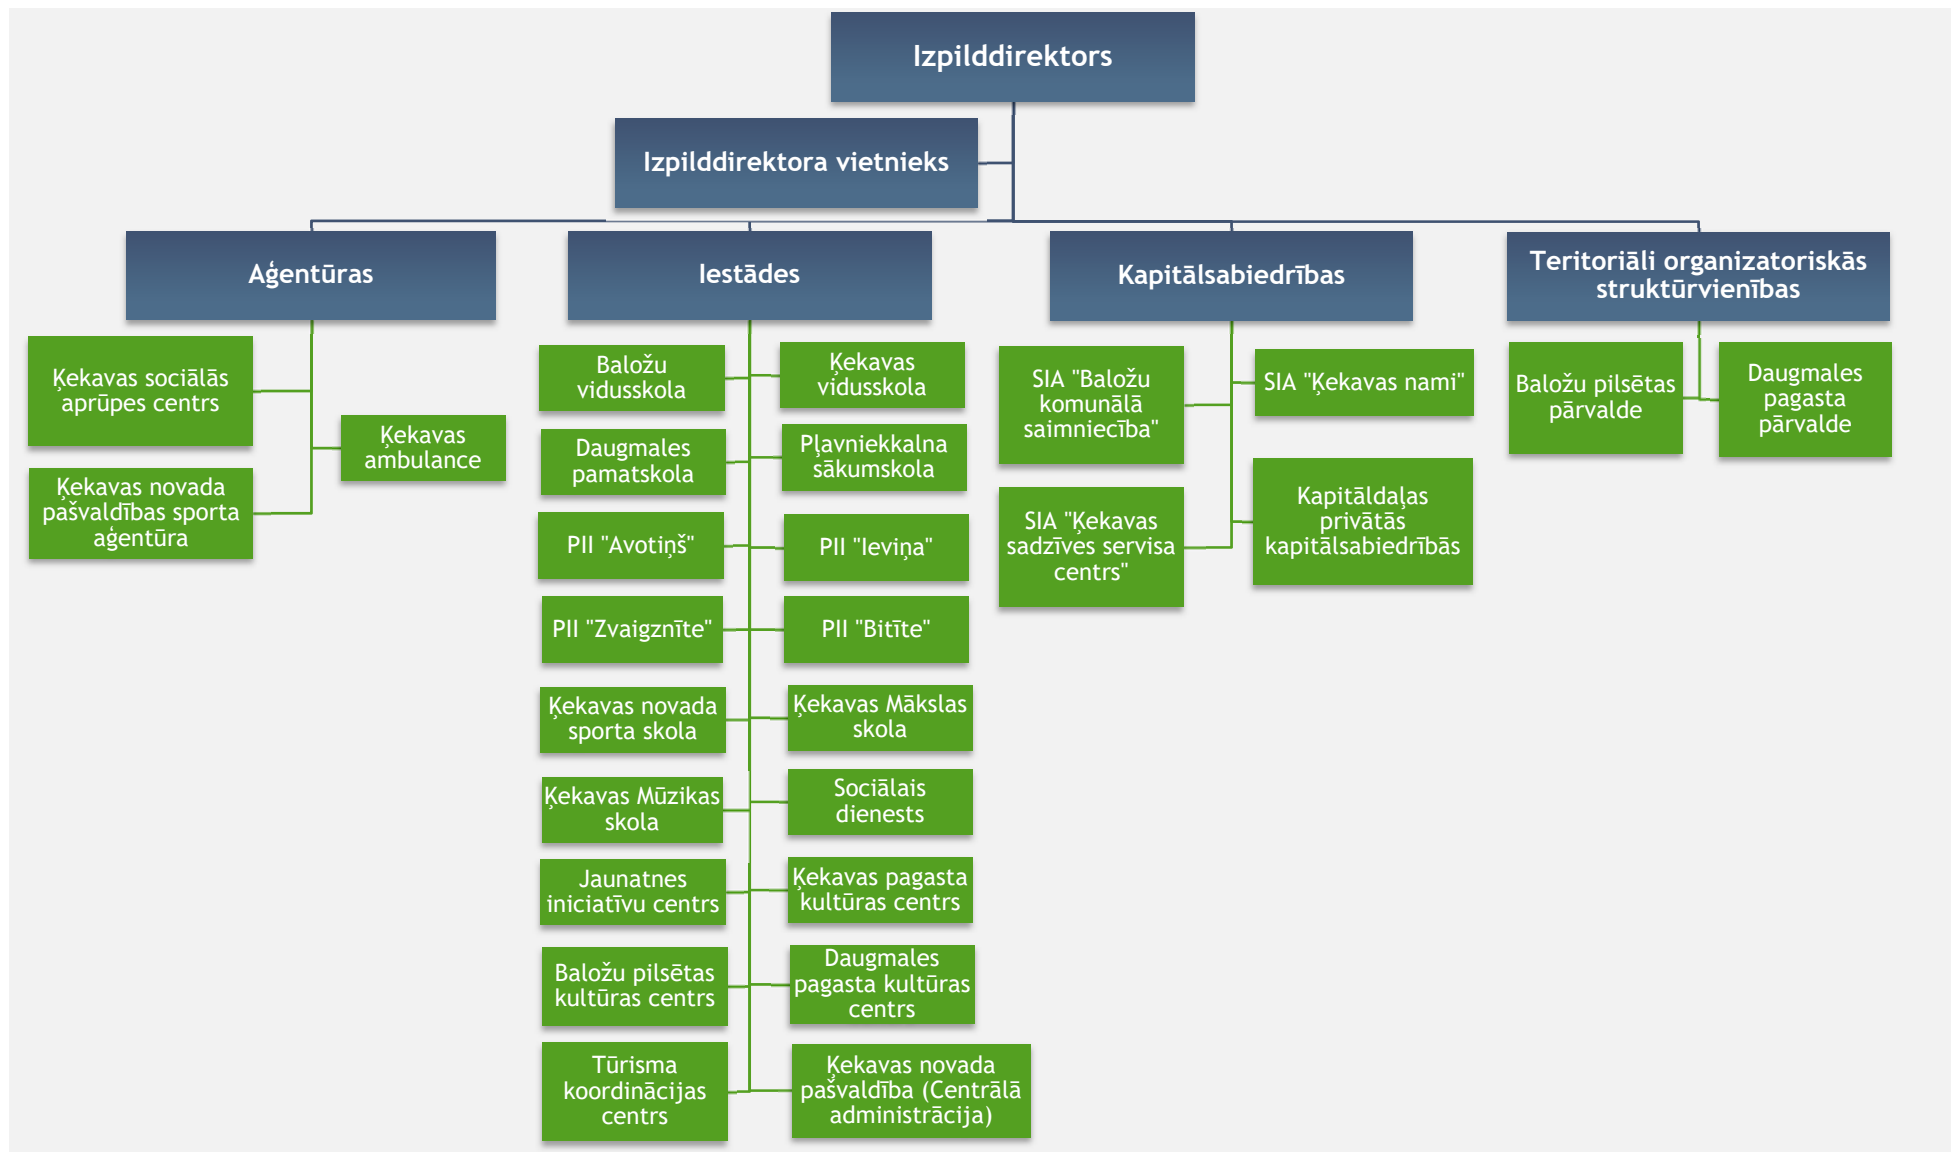 Izpilddirektors
Izpilddirektora vietnieks
Aģentūras
Ķekavas sociālās
aprūpes centrs
Ķekavas
ambulance
Ķekavas novada
pašvaldības sporta
aģentūra
Iestādes
Baložu
vidusskola
Ķekavas
vidusskola
Daugmales
pamatskola
Pļavniekkalna
sākumskola
PII "Avotiņš"
PII "Ieviņa"
PII "Zvaigznīte"
PII "Bitīte"
Ķekavas novada
sporta skola
Ķekavas Mākslas
skola
Ķekavas Mūzikas
skola
Sociālais
dienests
Jaunatnes
iniciatīvu centrs
Ķekavas pagasta
kultūras centrs
Baložu pilsētas
kultūras centrs
Daugmales
pagasta kultūras
centrs
Tūrisma
koordinācijas
centrs
Ķekavas novada
pašvaldība (Centrālā
administrācija)
Kapitālsabiedrības
SIA "Baložu
komunālā
saimniecība"
SIA "Ķekavas nami"
SIA "Ķekavas
sadzīves servisa
centrs"
Kapitāldaļas
privātās
kapitālsabiedrībās
Teritoriāli organizatoriskās
struktūrvienības
Baložu pilsētas
pārvalde
Daugmales
pagasta
pārvalde